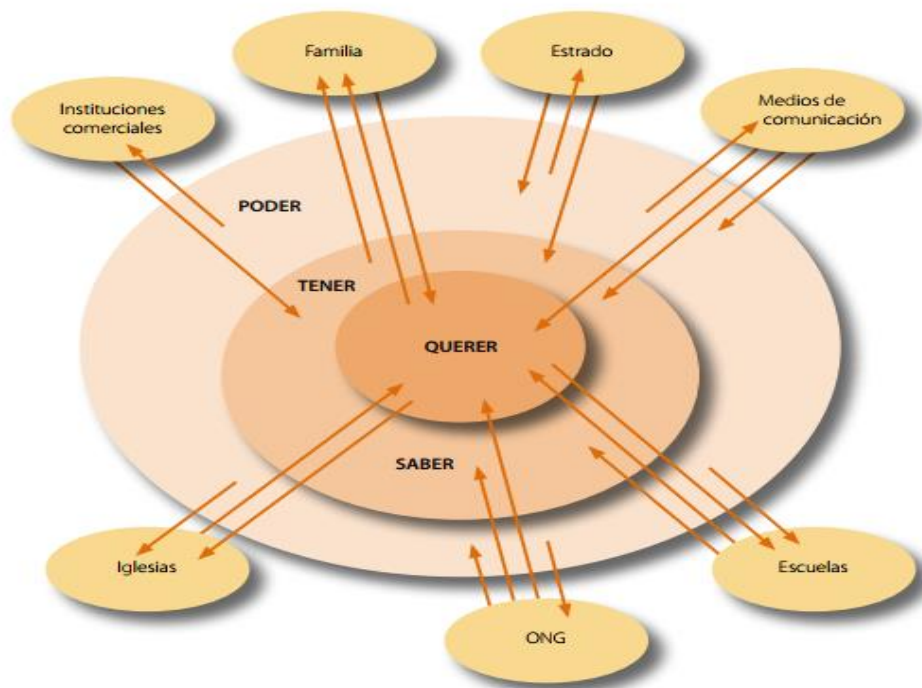 Familia
Estrado
Instituciones
comerciales
Medios de
comunicación
PODER
TENER
QUERER
SABER
Iglesias
Escuelas
ONG